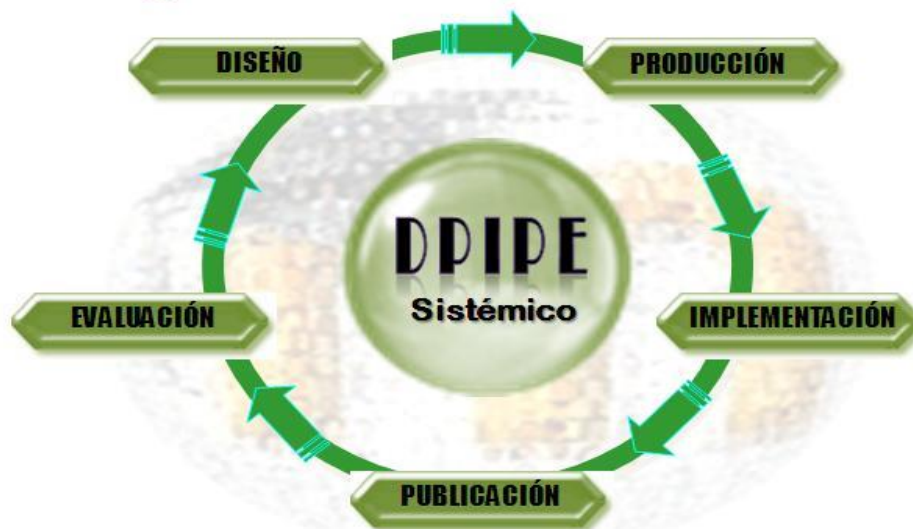 DISEÑO
PRODUCCIÓN
DPIPE
Sistémico
EVALUACIÓN
IMPLEMENTACIÓN
PUBLICACIÓN